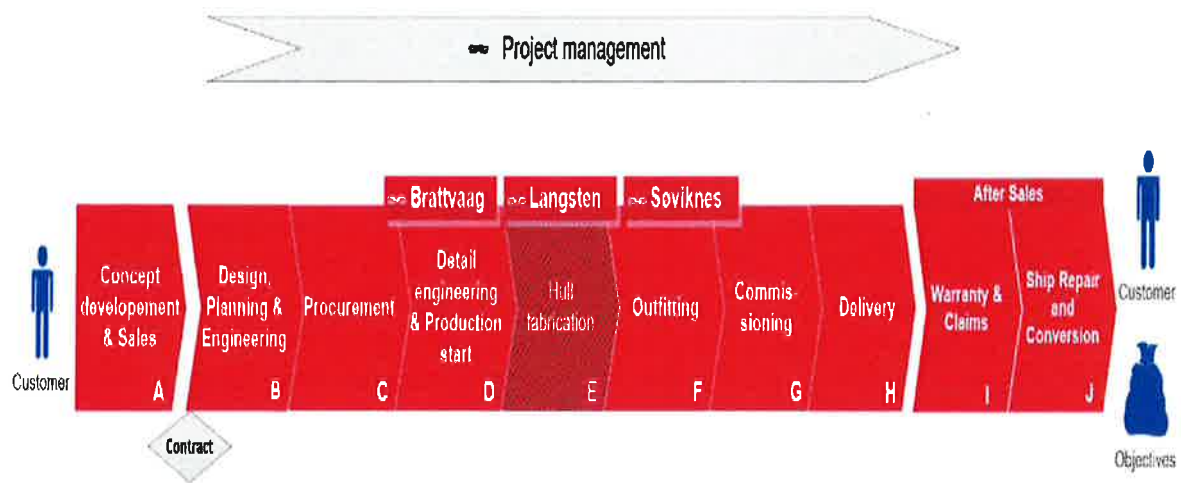 Project management
Brattvaag
Langsten
Søviknes
After Sales
Customer
Concept
developement
& Sales
A
Design,
Planning &
Engineering
B
Procurement
C
Detail
engineering
& Production
start
D
Hull
fabrication
E
Outfitting
F
Commis-
sioning
G
Delivery
H
Warranty &
Claims
I
Ship Repair
and
Conversion
J
Customer
Objectives
Contract